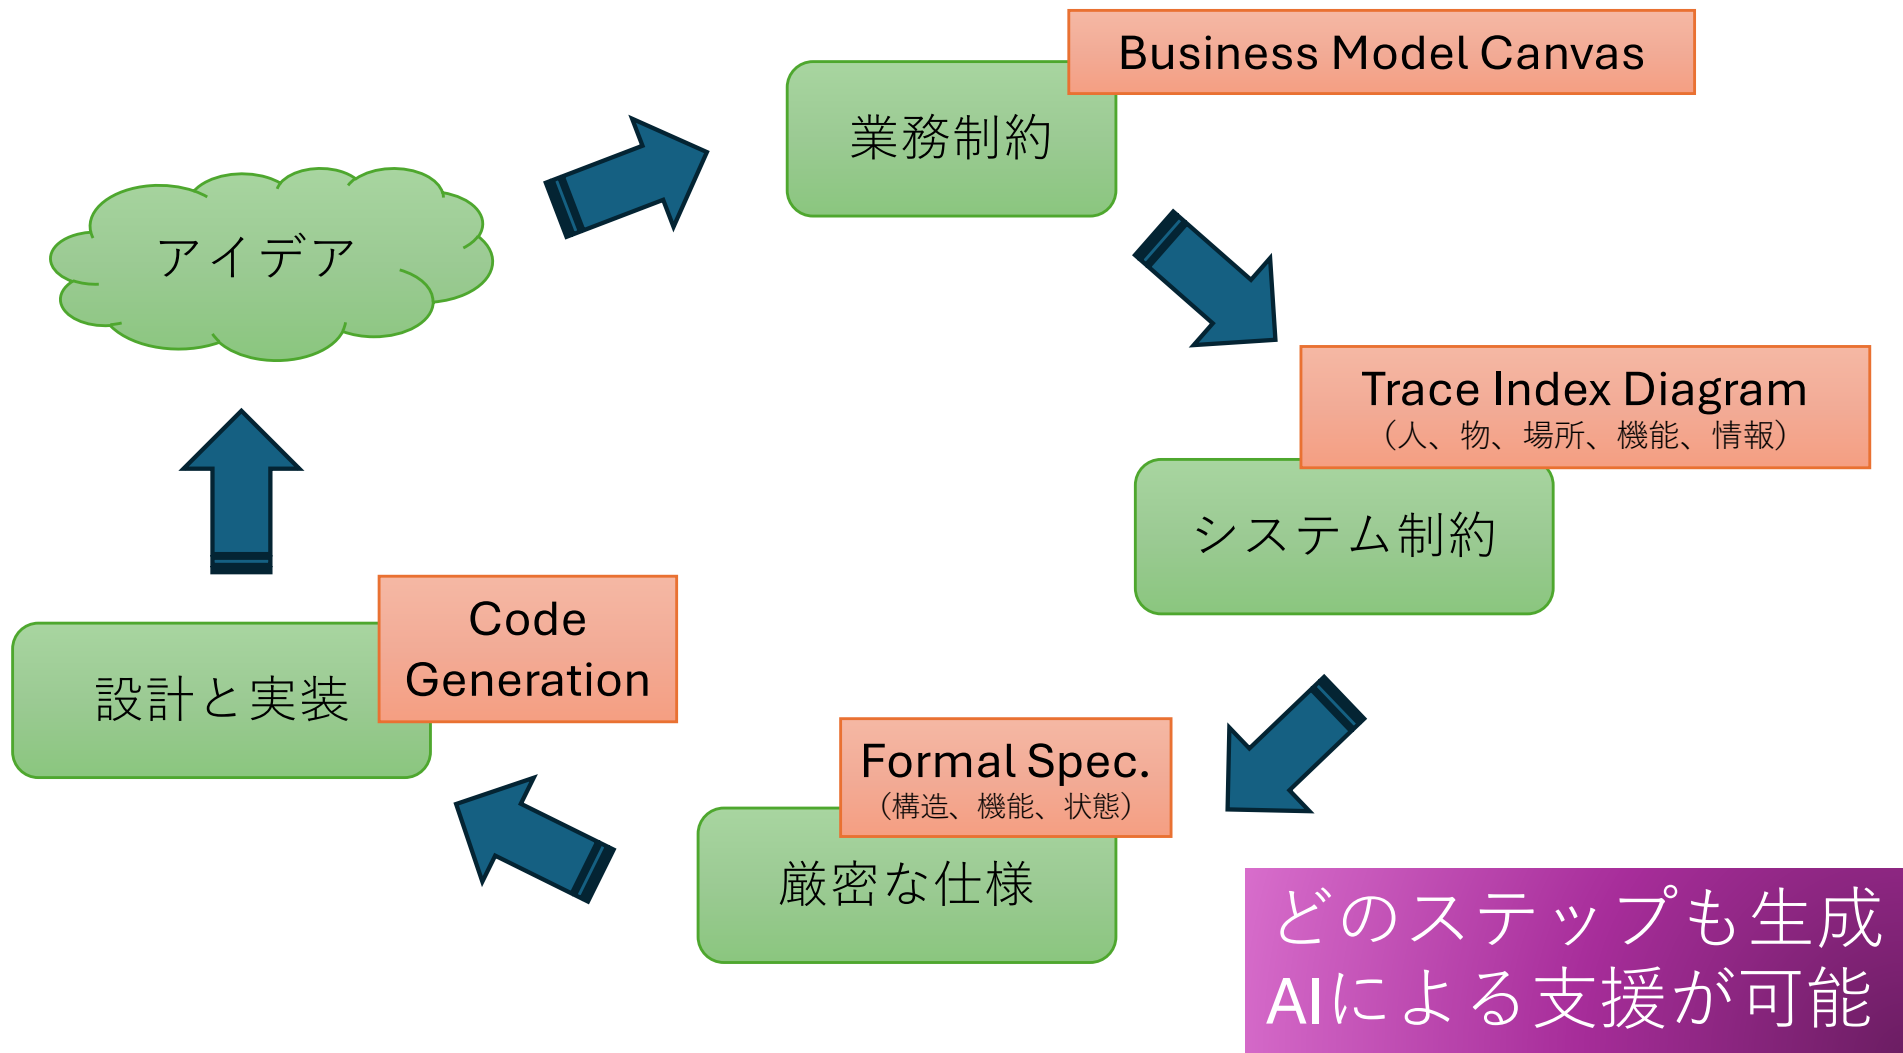 Business Model Canvas
業務制約
アイデア
Trace Index Diagram
（人、物、場所、機能、情報）
システム制約
Code
Generation
設計と実装
Formal Spec.
（構造、機能、状態）
厳密な仕様
どのステップも生成
AIによる支援が可能